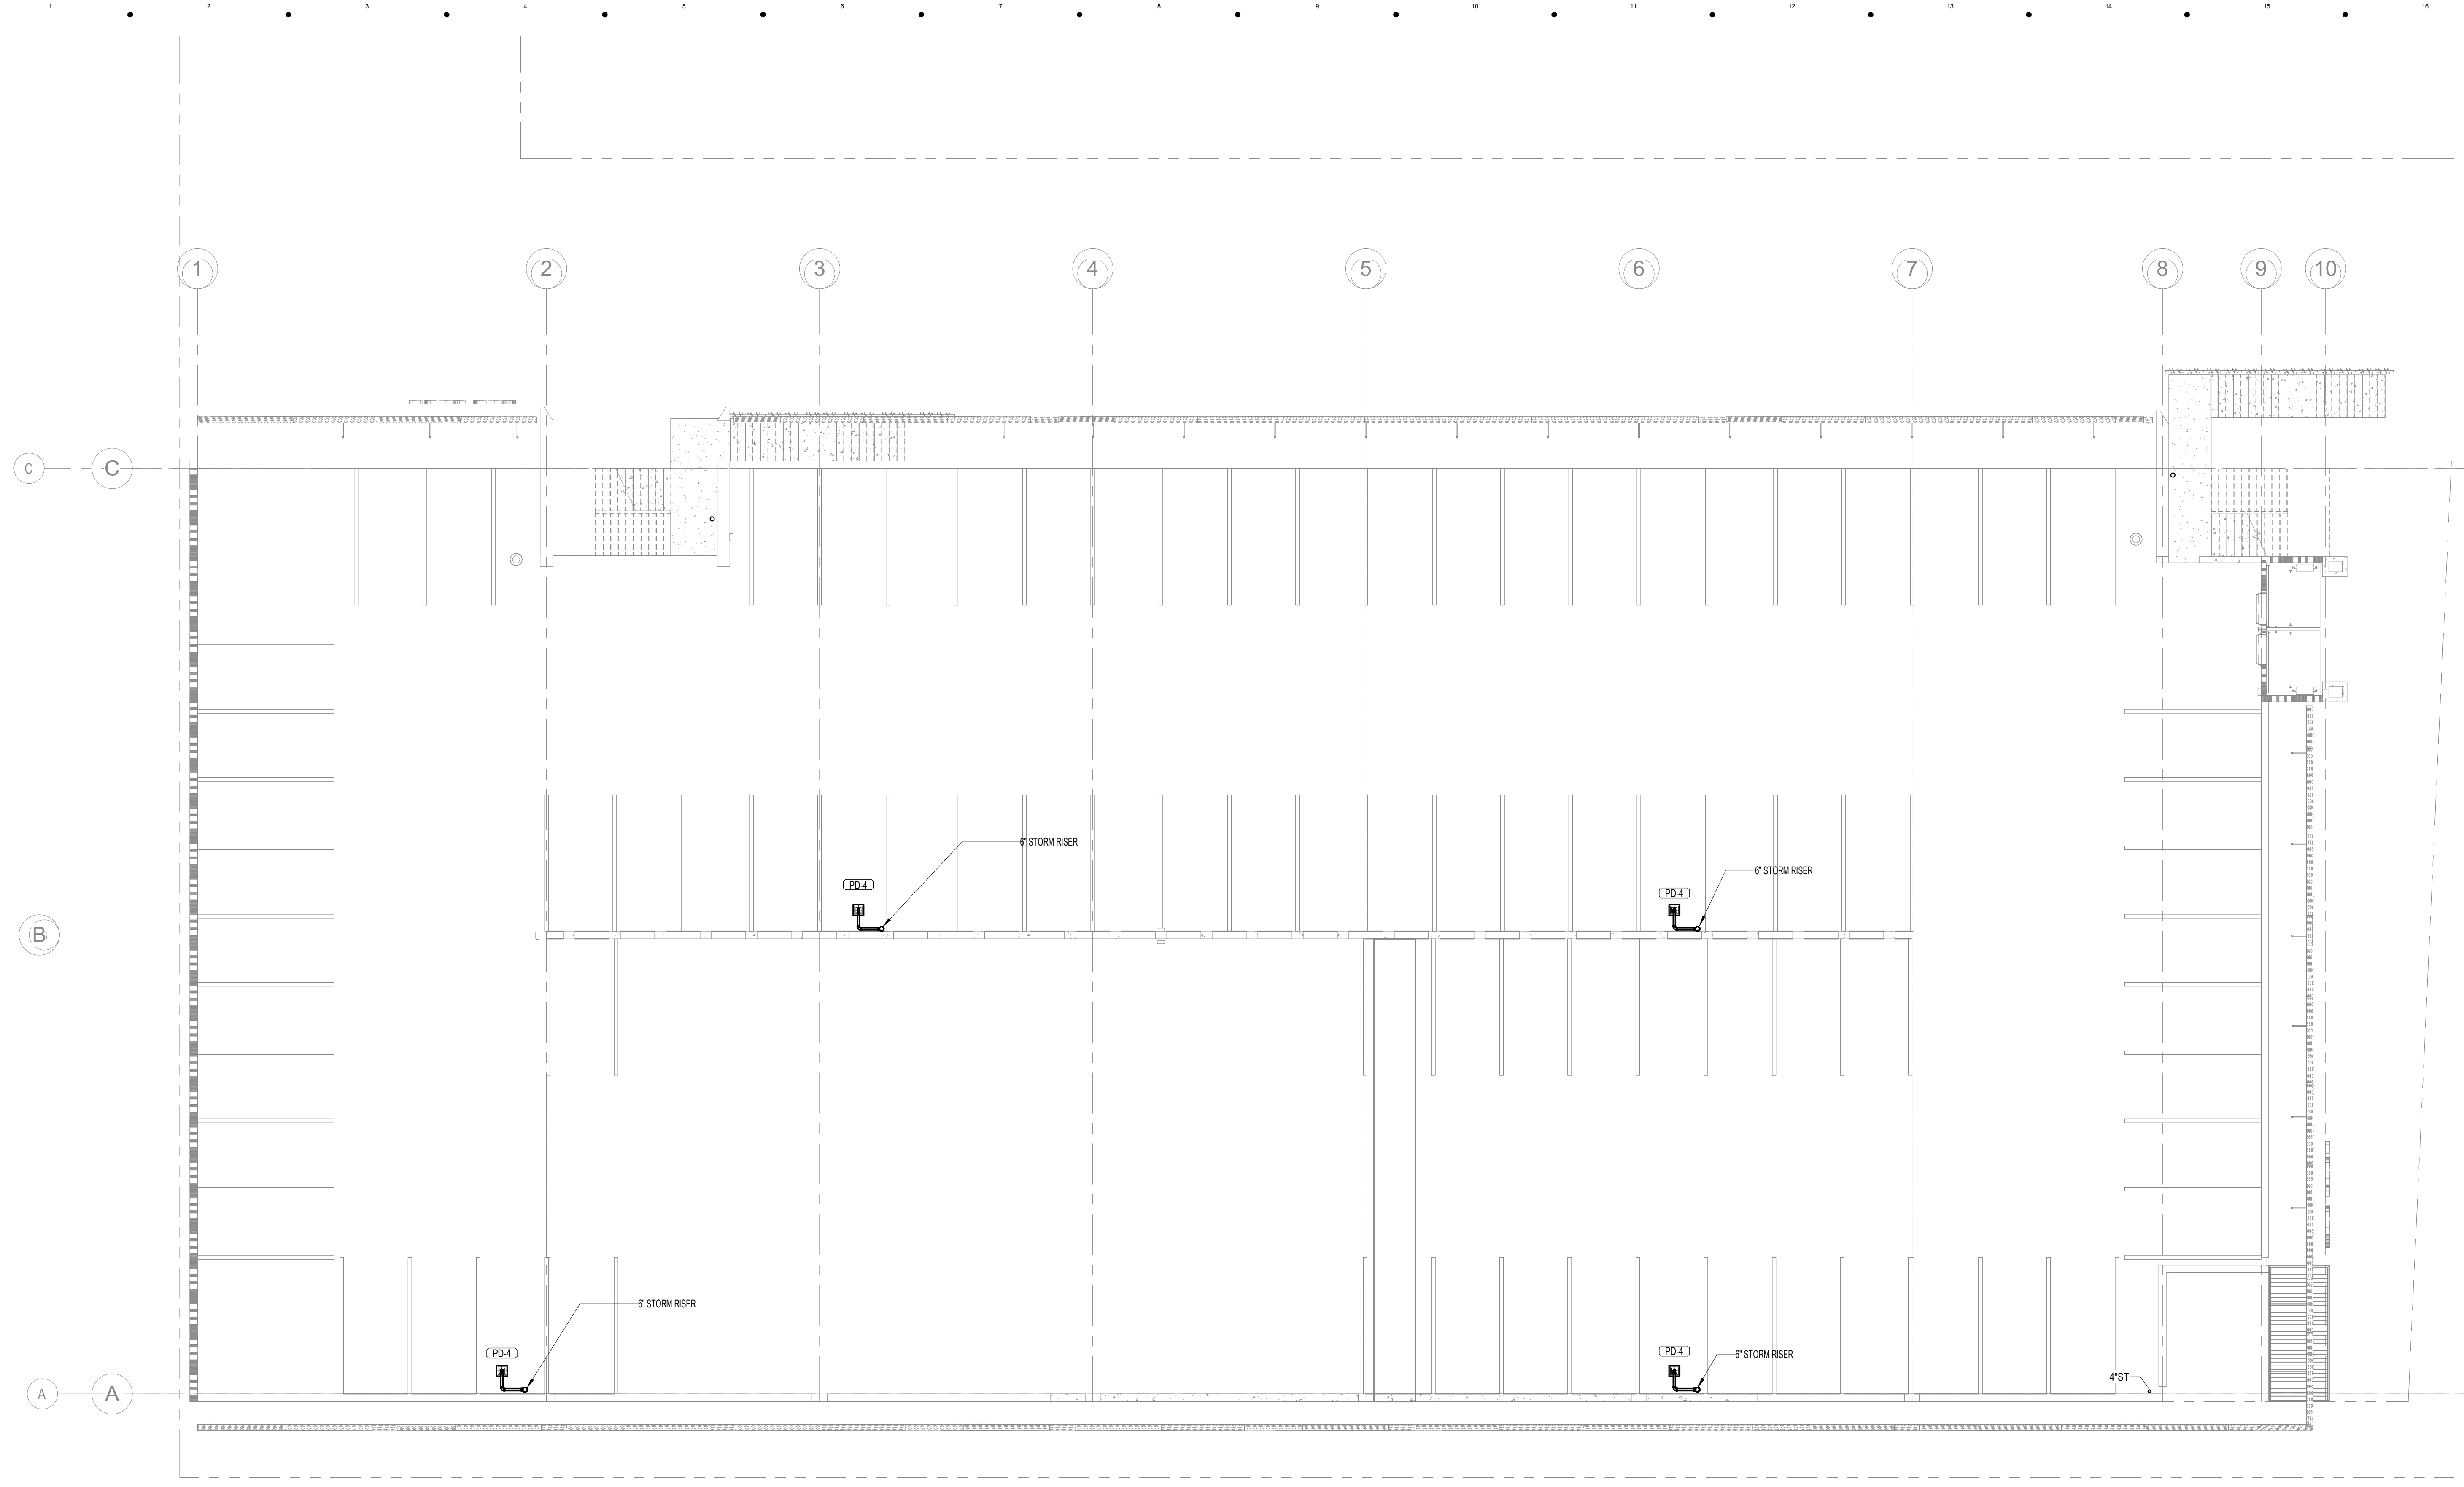 1 2 3 4 5 6 7 8 9 10 11 12 13 14 15 16
1 2 3 4 5 6 7 8 9 10
C C
6" STORM RISER
6" STORM RISER
PD-4
PD-4
B
6" STORM RISER
PD-4
PD-4
6" STORM RISER
4"ST
A A